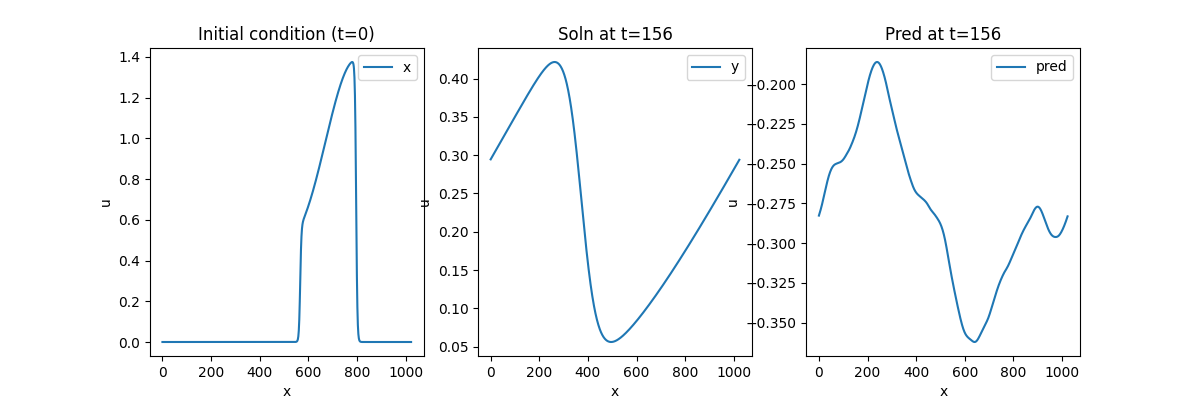 Initial condition (t=0)
1.4
1.2
1.0
0.8
0.6
0.4
0.2
0.0
u
x
0 200 400 600 800 1000
x
Soln at t=156
0.40
0.35
0.30
0.25
0.20
0.15
0.10
0.05
u
y
0 200 400 600 800 1000
x
Pred at t=156
−0.200
−0.225
−0.250
−0.275
−0.300
−0.325
−0.350
u
pred
0 200 400 600 800 1000
x